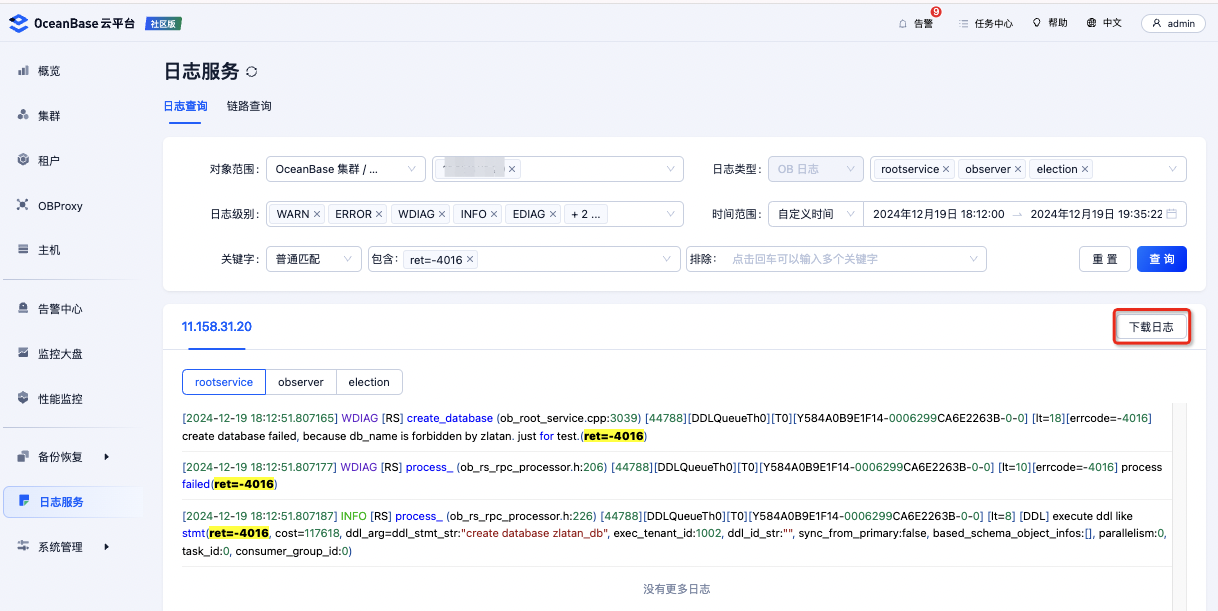 OceanBase 云平台 社区版
告警 9 任务中心 帮助 中文 admin
概览
集群
租户
OBProxy
主机
告警中心
监控大盘
性能监控
备份恢复
日志服务
系统管理
日志服务
日志查询 链路查询
对象范围: OceanBase 集群 / ... 日志类型: OB 日志 rootservice × observer × election ×
日志级别: WARN × ERROR × WDIAG × INFO × EDIAG × + 2 ... 时间范围: 自定义时间 2024年12月19日 18:12:00 → 2024年12月19日 19:35:22
关键字: 普通匹配 包含: ret=-4016 × 排除: 点击回车可以输入多个关键字 重 置 查 询
11.158.31.20 下载日志
rootservice observer election
[2024-12-19 18:12:51.807165] WDIAG [RS] create_database (ob_root_service.cpp:3039) [44788][DDLQueueTh0][T0][Y584A0B9E1F14-0006299CA6E2263B-0-0] [lt=18][errcode=-4016]
create database failed, because db_name is forbidden by zlatan. just for test.(ret=-4016)
[2024-12-19 18:12:51.807177] WDIAG [RS] process_ (ob_rs_rpc_processor.h:206) [44788][DDLQueueTh0][T0][Y584A0B9E1F14-0006299CA6E2263B-0-0] [lt=10][errcode=-4016] process
failed(ret=-4016)
[2024-12-19 18:12:51.807187] INFO [RS] process_ (ob_rs_rpc_processor.h:226) [44788][DDLQueueTh0][T0][Y584A0B9E1F14-0006299CA6E2263B-0-0] [lt=8] [DDL] execute ddl like
stmt(ret=-4016, cost=117618, ddl_arg=ddl_stmt_str:"create database zlatan_db", exec_tenant_id:1002, ddl_id_str:"", sync_from_primary:false, based_schema_object_infos:[], parallelism:0,
task_id:0, consumer_group_id:0)
没有更多日志